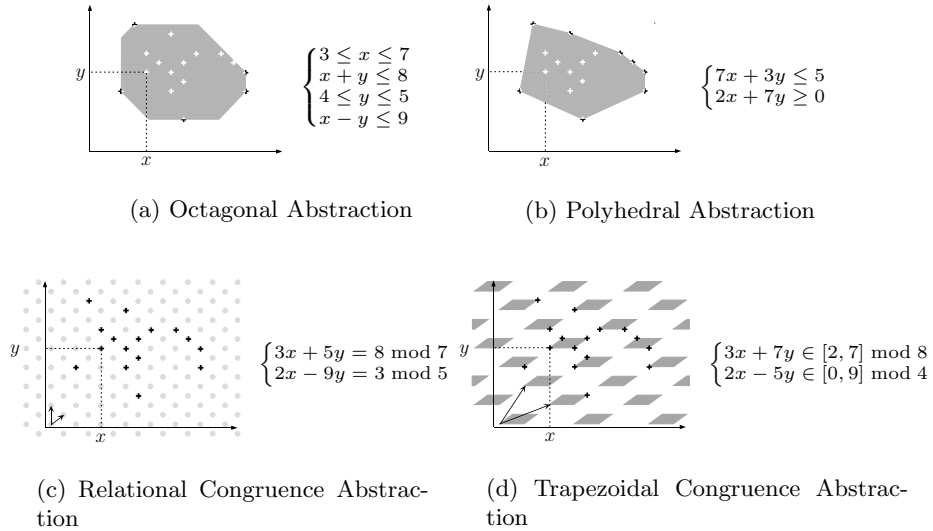 y
x
3 ≤ x ≤ 7
x + y ≤ 8
4 ≤ y ≤ 5
x − y ≤ 9
(a) Octagonal Abstraction
y
x
7x + 3y ≤ 5
2x + 7y ≥ 0
(b) Polyhedral Abstraction
y
x
3x + 5y = 8 mod 7
2x − 9y = 3 mod 5
(c) Relational Congruence Abstrac-
tion
y
x
3x + 7y ∈ [2, 7] mod 8
2x − 5y ∈ [0, 9] mod 4
(d) Trapezoidal Congruence Abstrac-
tion